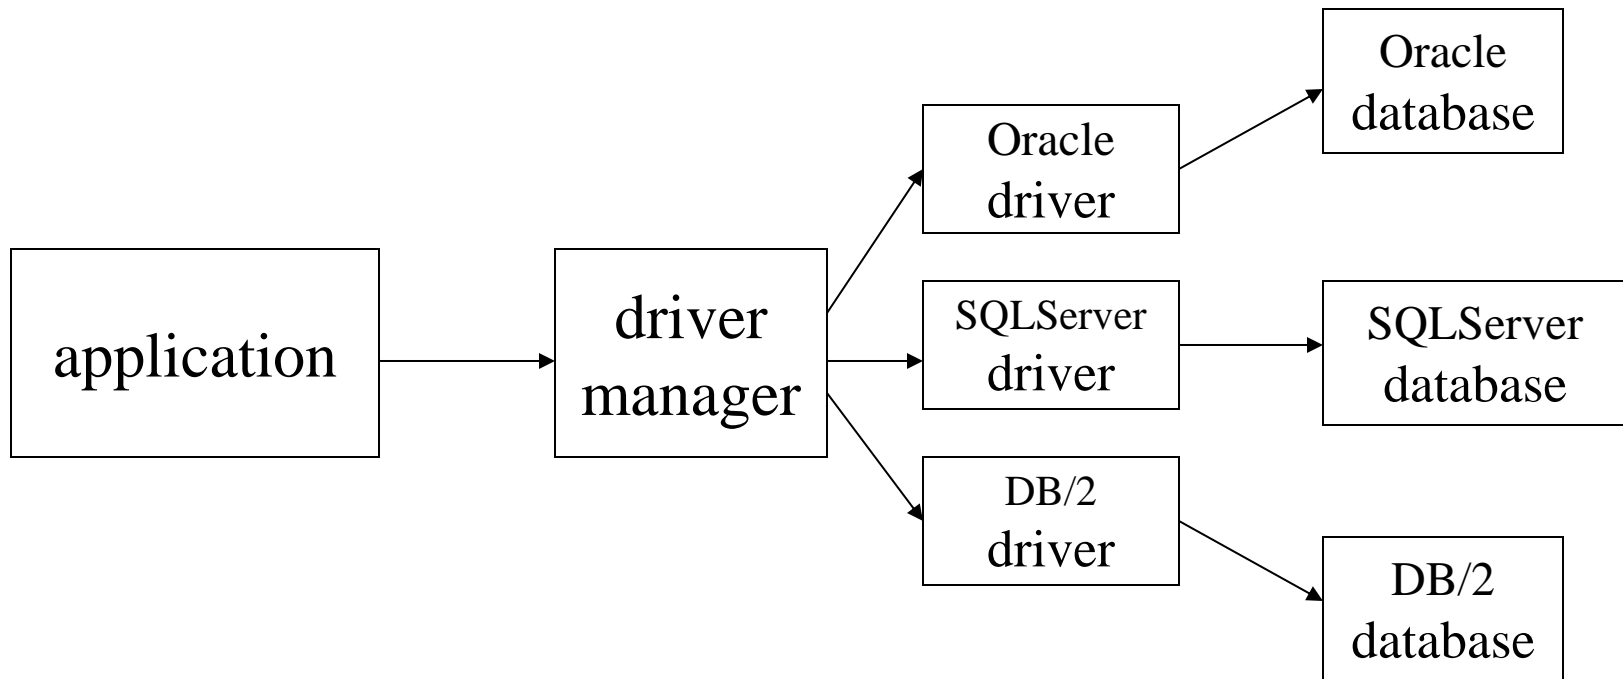 application
driver
manager
Oracle
driver
SQLServer
driver
DB/2
driver
Oracle
database
SQLServer
database
DB/2
database